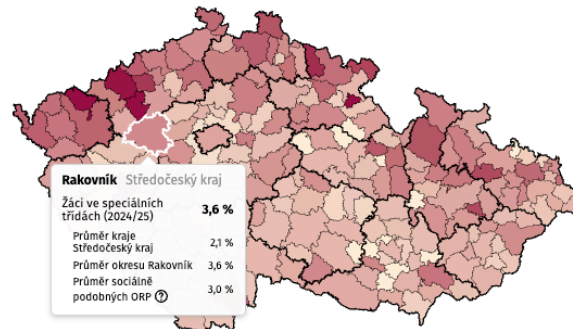 Rakovník Středočeský kraj
Žáci ve speciálních
třídách (2024/25) 3,6 %
Průměr kraje
Středočeský kraj 2,1 %
Průměr okresu Rakovník 3,6 %
Průměr sociálně
podobných ORP ? 3,0 %